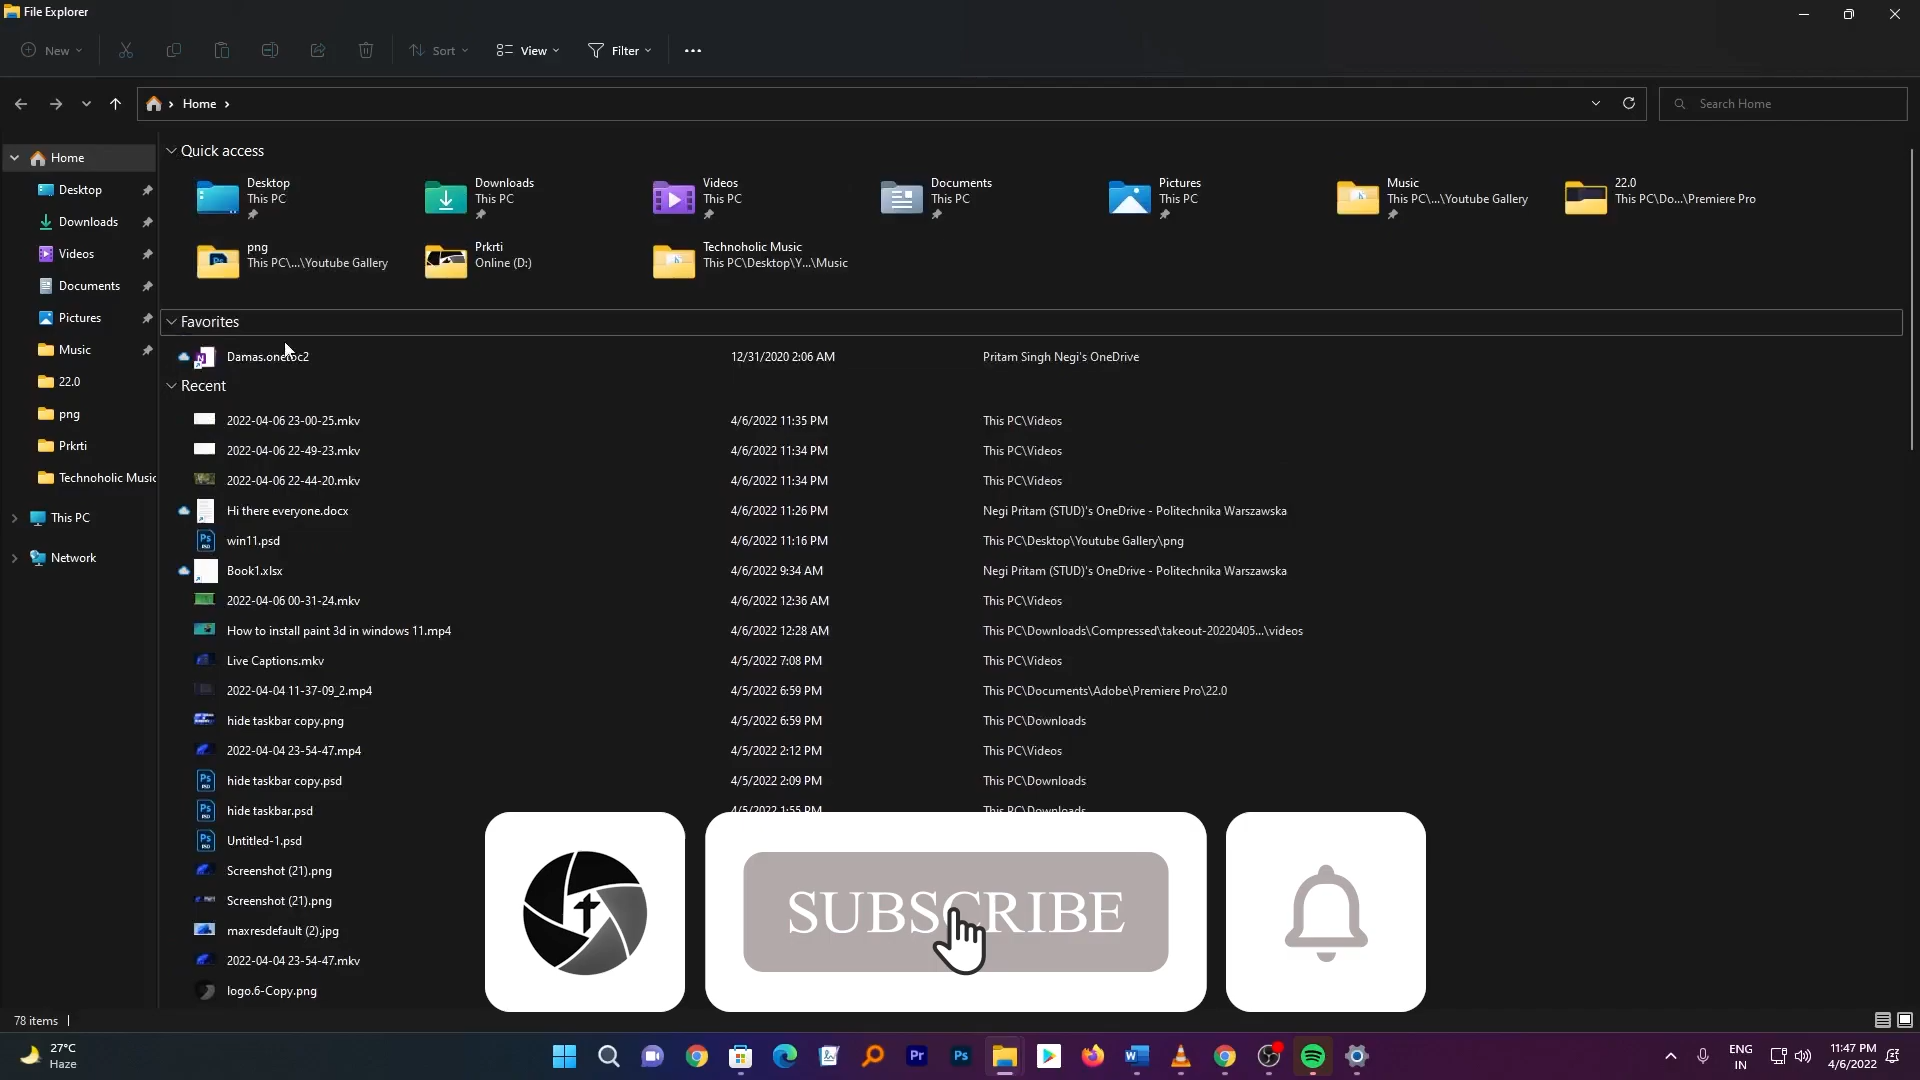 File Explorer
New
Sort
View
Filter
Home
Search Home
Home
Desktop
Downloads
Videos
Documents
Pictures
Music
22.0
png
Prkrti
Technoholic Music
This PC
Network
Quick access
Desktop
This PC
Downloads
This PC
Videos
This PC
Documents
This PC
Pictures
This PC
Music
This PC\...\Youtube Gallery
22.0
This PC\Do...\Premiere Pro
png
This PC\...\Youtube Gallery
Prkrti
Online (D:)
Technoholic Music
This PC\Desktop\Y...\Music
Favorites
Damas.onetoc2 12/31/2020 2:06 AM Pritam Singh Negi's OneDrive
Recent
2022-04-06 23-00-25.mkv 4/6/2022 11:35 PM This PC\Videos
2022-04-06 22-49-23.mkv 4/6/2022 11:34 PM This PC\Videos
2022-04-06 22-44-20.mkv 4/6/2022 11:34 PM This PC\Videos
Hi there everyone.docx 4/6/2022 11:26 PM Negi Pritam (STUD)'s OneDrive - Politechnika Warszawska
win11.psd 4/6/2022 11:16 PM This PC\Desktop\Youtube Gallery\png
Book1.xlsx 4/6/2022 9:34 AM Negi Pritam (STUD)'s OneDrive - Politechnika Warszawska
2022-04-06 00-31-24.mkv 4/6/2022 12:36 AM This PC\Videos
How to install paint 3d in windows 11.mp4 4/6/2022 12:28 AM This PC\Downloads\Compressed\takeout-20220405...\videos
Live Captions.mkv 4/5/2022 7:08 PM This PC\Videos
2022-04-04 11-37-09_2.mp4 4/5/2022 6:59 PM This PC\Documents\Adobe\Premiere Pro\22.0
hide taskbar copy.png 4/5/2022 6:59 PM This PC\Downloads
2022-04-04 23-54-47.mp4 4/5/2022 2:12 PM This PC\Videos
hide taskbar copy.psd 4/5/2022 2:09 PM This PC\Downloads
hide taskbar.psd 4/5/2022 1:55 PM This PC\Downloads
Untitled-1.psd
Screenshot (21).png
Screenshot (21).png
maxresdefault (2).jpg
2022-04-04 23-54-47.mkv
logo.6-Copy.png
SUBSCRIBE
78 items
27°C
Haze
Pr
Ps
ENG
IN
11:47 PM
4/6/2022